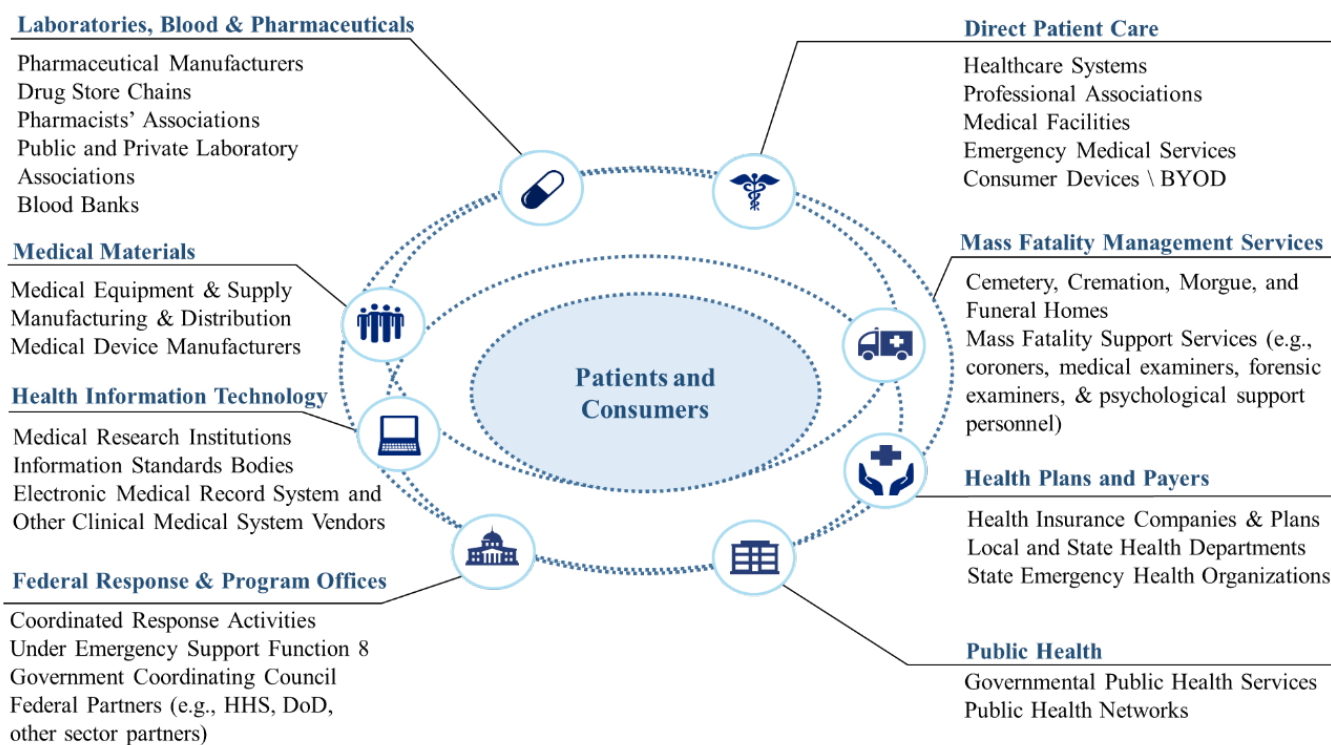 Laboratories, Blood & Pharmaceuticals
Pharmaceutical Manufacturers
Drug Store Chains
Pharmacists’ Associations
Public and Private Laboratory
Associations
Blood Banks
Medical Materials
Medical Equipment & Supply
Manufacturing & Distribution
Medical Device Manufacturers
Health Information Technology
Medical Research Institutions
Information Standards Bodies
Electronic Medical Record System and
Other Clinical Medical System Vendors
Federal Response & Program Offices
Coordinated Response Activities
Under Emergency Support Function 8
Government Coordinating Council
Federal Partners (e.g., HHS, DoD,
other sector partners)
Patients and
Consumers
Direct Patient Care
Healthcare Systems
Professional Associations
Medical Facilities
Emergency Medical Services
Consumer Devices \ BYOD
Mass Fatality Management Services
Cemetery, Cremation, Morgue, and
Funeral Homes
Mass Fatality Support Services (e.g.,
coroners, medical examiners, forensic
examiners, & psychological support
personnel)
Health Plans and Payers
Health Insurance Companies & Plans
Local and State Health Departments
State Emergency Health Organizations
Public Health
Governmental Public Health Services
Public Health Networks